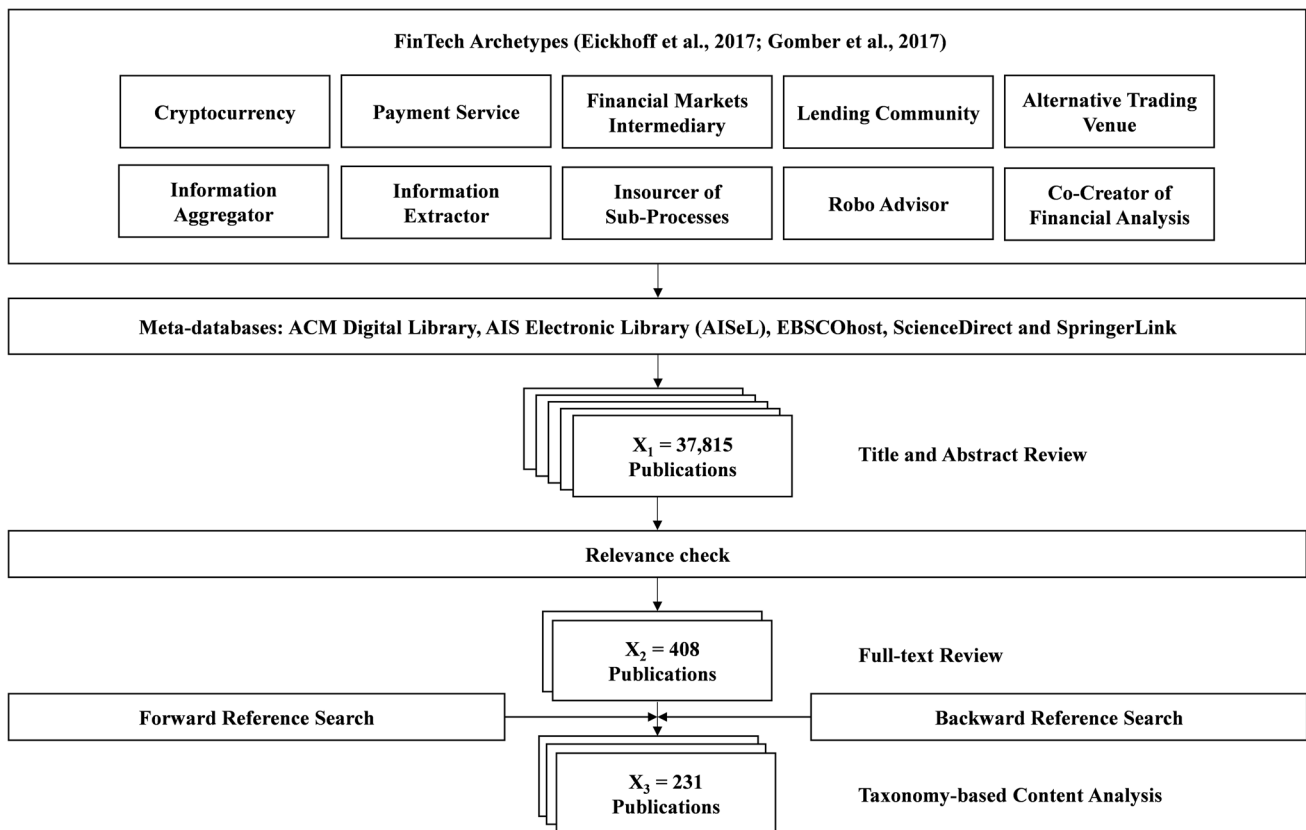 FinTech Archetypes (Eickhoff et al., 2017; Gomber et al., 2017)
Cryptocurrency
Payment Service
Financial Markets
Intermediary
Lending Community
Alternative Trading
Venue
Information
Aggregator
Information
Extractor
Insourcer of
Sub-Processes
Robo Advisor
Co-Creator of
Financial Analysis
Meta-databases: ACM Digital Library, AIS Electronic Library (AISeL), EBSCOhost, ScienceDirect and SpringerLink
X₁ = 37,815
Publications
Title and Abstract Review
Relevance check
X₂ = 408
Publications
Full-text Review
Forward Reference Search
Backward Reference Search
X₃ = 231
Publications
Taxonomy-based Content Analysis